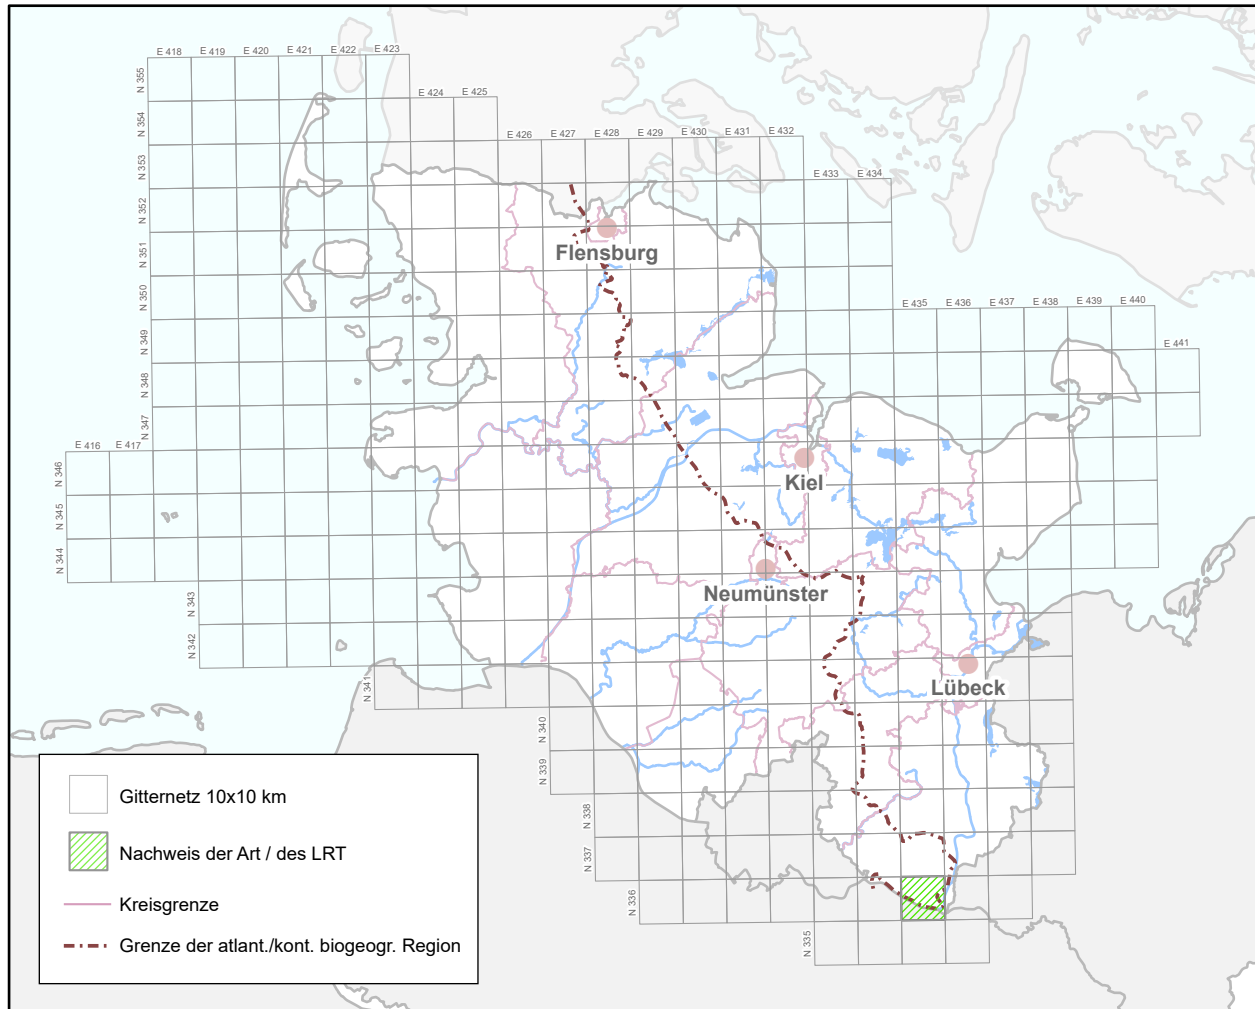 E 418 E 419 E 420 E 421 E 422 E 423
E 424 E 425
E 426 E 427 E 428 E 429 E 430 E 431 E 432
E 433 E 434
E 435 E 436 E 437 E 438 E 439 E 440
E 441
E 416 E 417
N 355
N 354
N 353
N 352
N 351
N 350
N 349
N 348
N 347
N 346
N 345
N 344
N 343
N 342
N 341
N 340
N 339
N 338
N 337
N 336
N 335
Flensburg
Kiel
Neumünster
Lübeck
Gitternetz 10x10 km
Nachweis der Art / des LRT
Kreisgrenze
Grenze der atlant./kont. biogeogr. Region